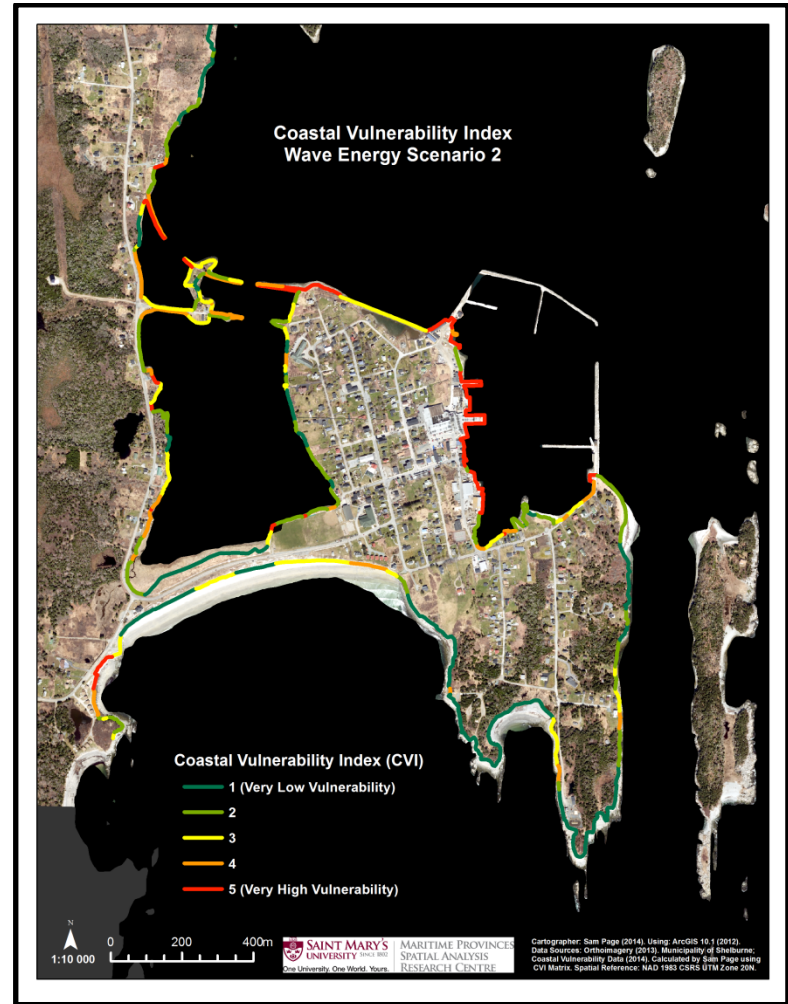 Coastal Vulnerability Index
Wave Energy Scenario 2
Coastal Vulnerability Index (CVI)
1 (Very Low Vulnerability)
2
3
4
5 (Very High Vulnerability)
N
1:10 000
0 200 400m
SAINT MARY'S
UNIVERSITY SINCE 1802
One University. One World. Yours.
MARITIME PROVINCES
SPATIAL ANALYSIS
RESEARCH CENTRE
Cartographer: Sam Page (2014). Using: ArcGIS 10.1 (2012).
Data Sources: Orthoimagery (2013). Municipality of Shelburne;
Coastal Vulnerability Data (2014). Calculated by Sam Page using
CVI Matrix. Spatial Reference: NAD 1983 CSRS UTM Zone 20N.